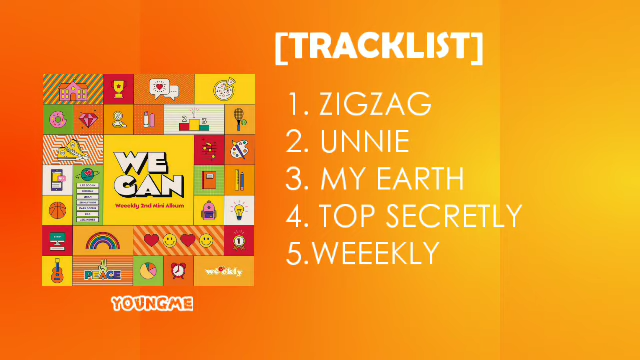 [TRACKLIST]
1. ZIGZAG
2. UNNIE
3. MY EARTH
4. TOP SECRETLY
5.WEEEKLY
WE
CAN
Weeekly 2nd Mini Album
PEACE
weeekly
YOUNGME